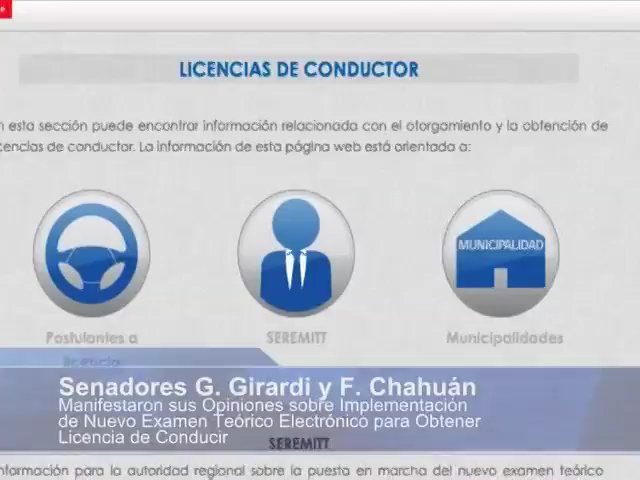 LICENCIAS DE CONDUCTOR
n esta sección puede encontrar información relacionada con el otorgamiento y la obtención de
cencias de conductor. La información de esta página web está orientada a:
MUNICIPALIDAD
Postulantes a
licencia
SEREMITT
Municipalidades
Senadores G. Girardi y F. Chahuán
Manifestaron sus Opiniones sobre Implementación
de Nuevo Examen Teórico Electrónico para Obtener
Licencia de Conducir
SEREMITT
nformación para la autoridad regional sobre la puesta en marcha del nuevo examen teórico